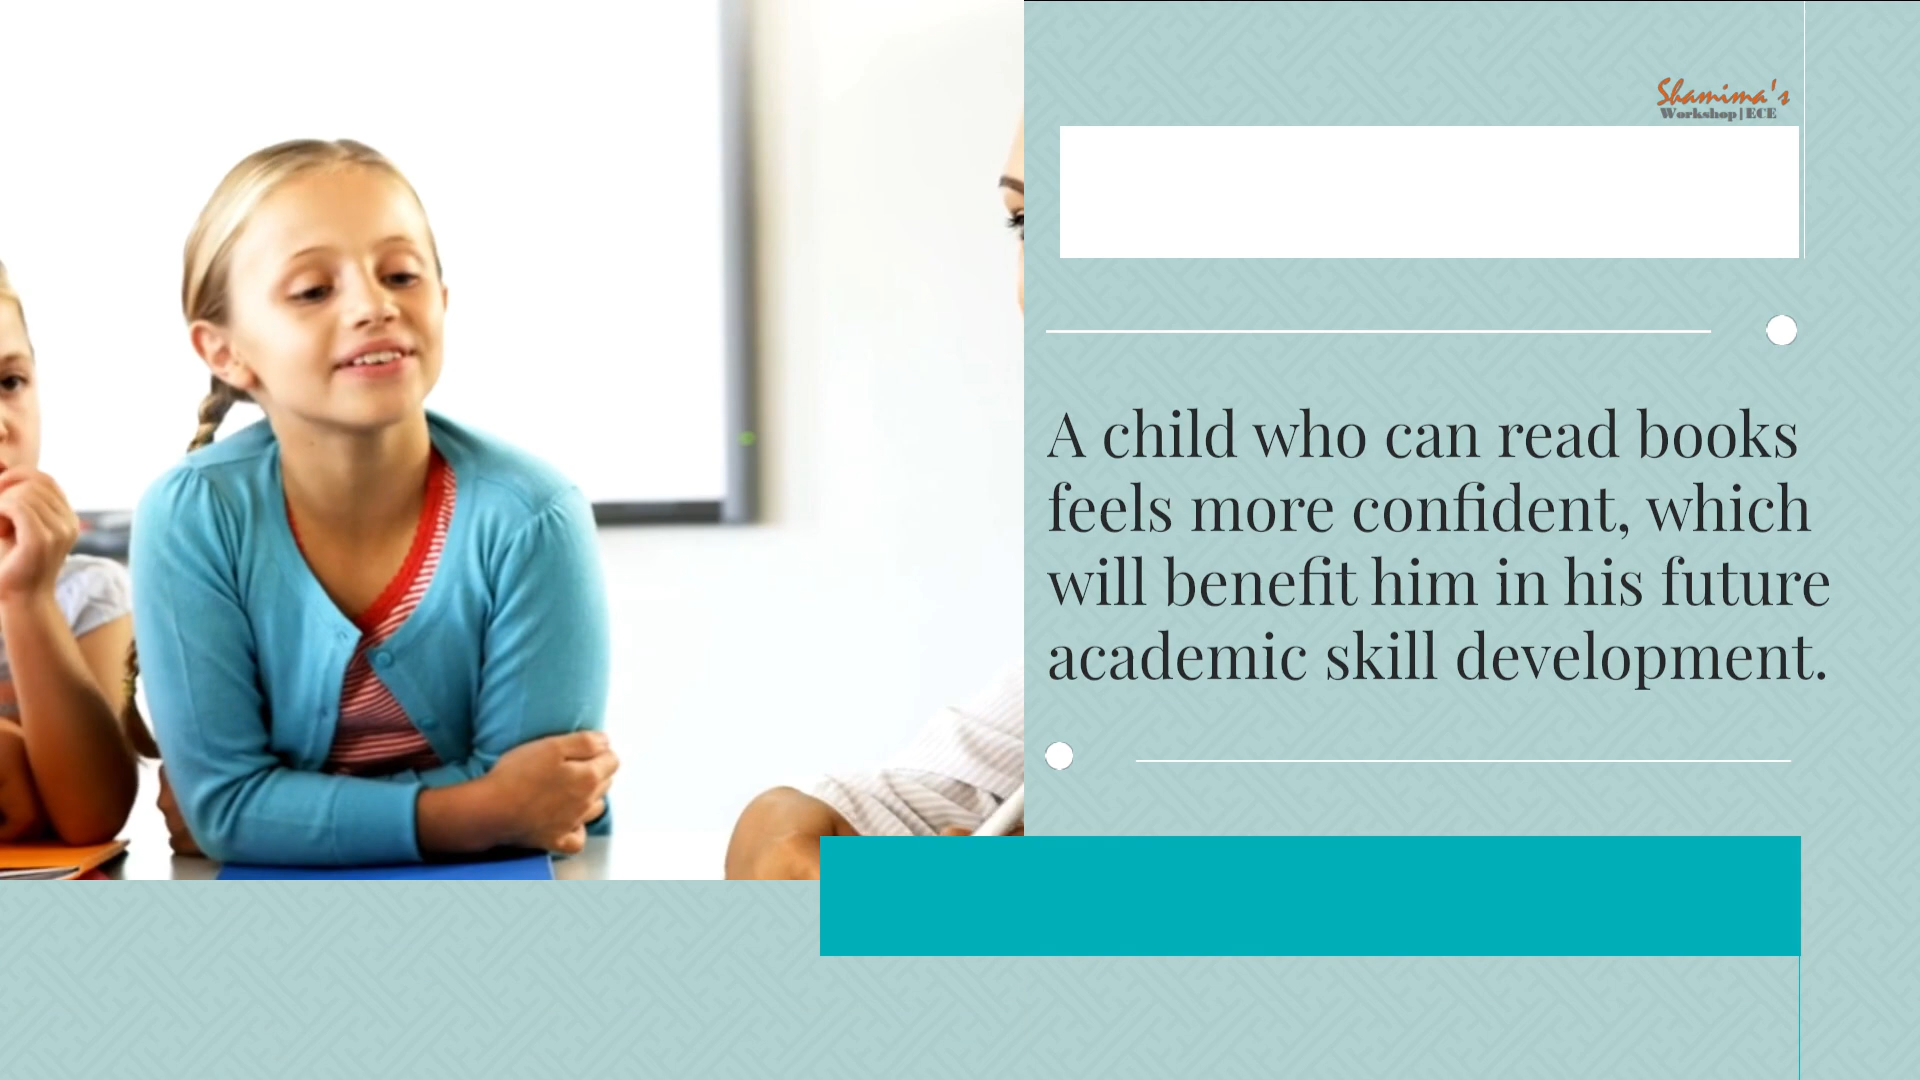 Shamima's
Workshop|ECE
A child who can read books
feels more confident, which
will benefit him in his future
academic skill development.